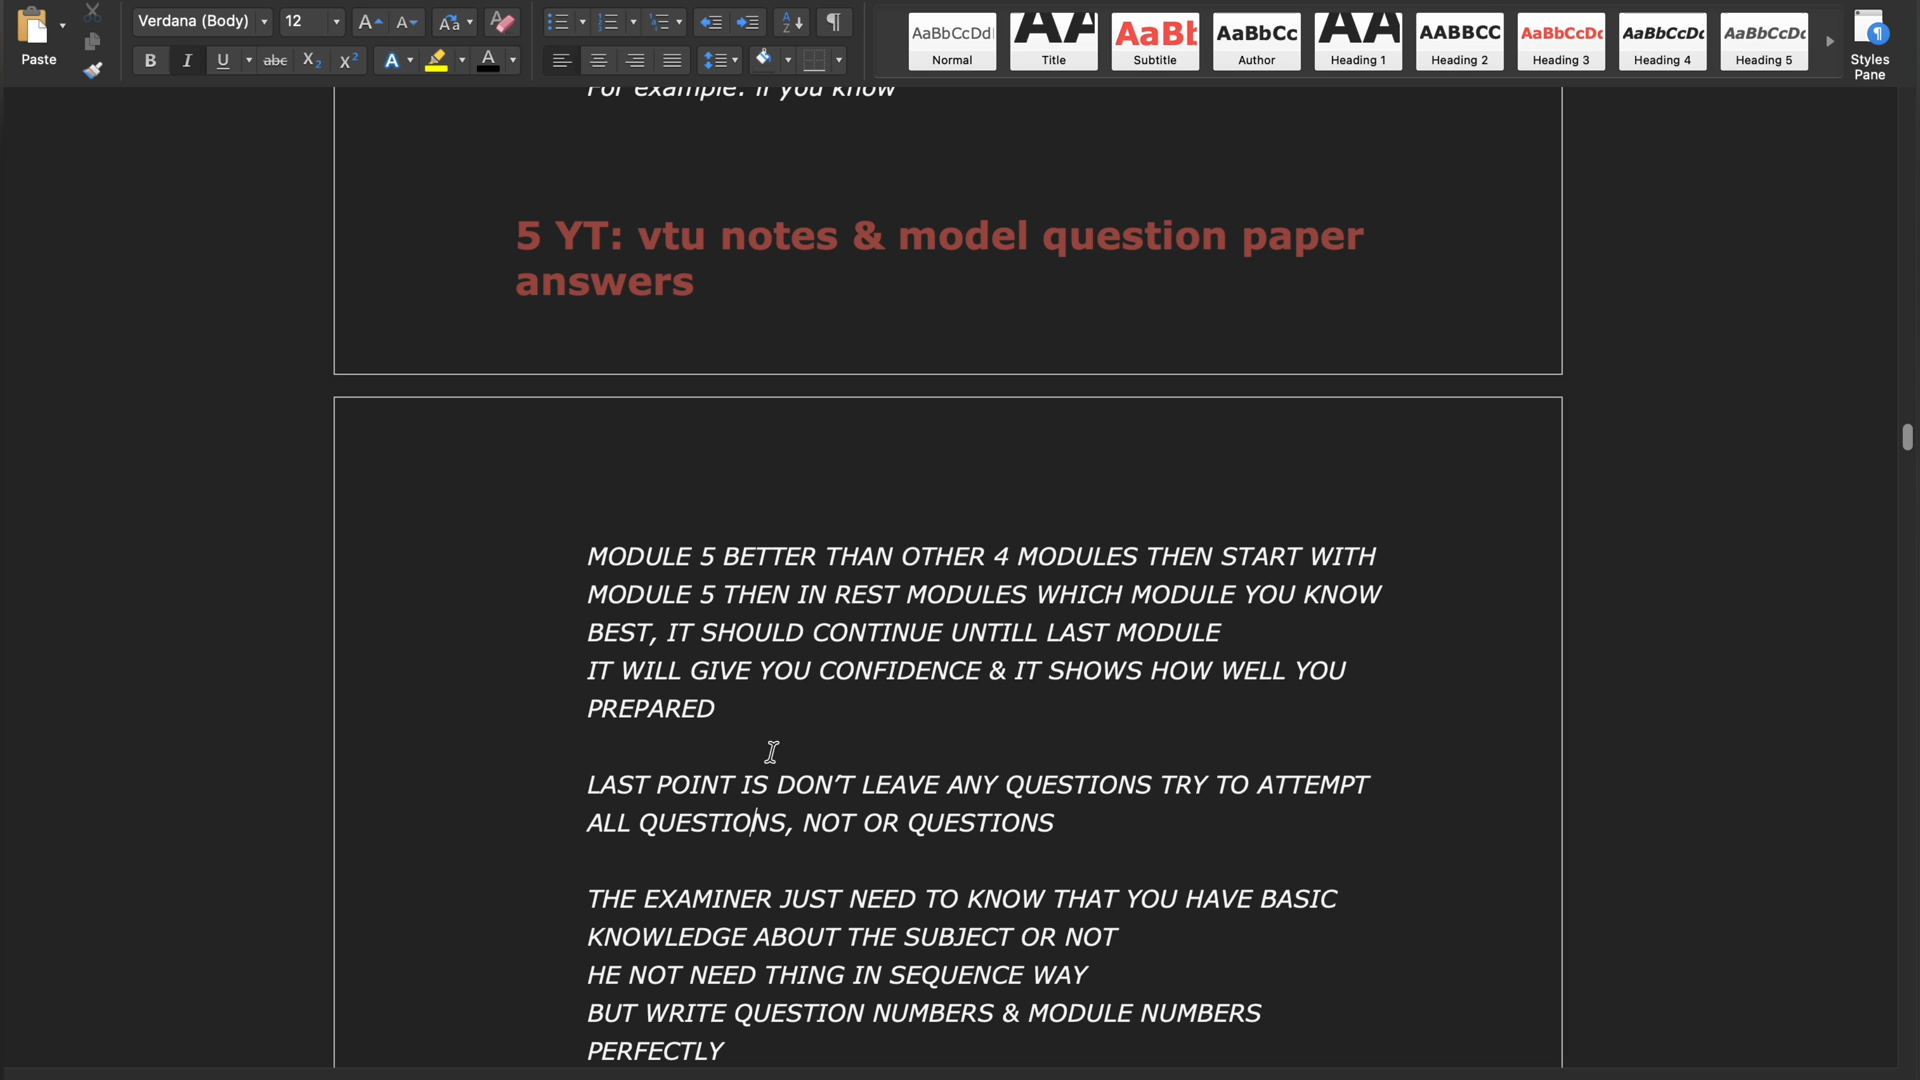 Verdana (Body) 12
Paste
AaBbCcDdI
Normal
Title
AaBb
Subtitle
AaBbCc
Author
Heading 1
AABBCC
Heading 2
AaBbCcDc
Heading 3
AaBbCcDc
Heading 4
AaBbCcDc
Heading 5
Styles
Pane
For example: if you know
5 YT: vtu notes & model question paper
answers
MODULE 5 BETTER THAN OTHER 4 MODULES THEN START WITH
MODULE 5 THEN IN REST MODULES WHICH MODULE YOU KNOW
BEST, IT SHOULD CONTINUE UNTILL LAST MODULE
IT WILL GIVE YOU CONFIDENCE & IT SHOWS HOW WELL YOU
PREPARED
LAST POINT IS DON’T LEAVE ANY QUESTIONS TRY TO ATTEMPT
ALL QUESTIONS, NOT OR QUESTIONS
THE EXAMINER JUST NEED TO KNOW THAT YOU HAVE BASIC
KNOWLEDGE ABOUT THE SUBJECT OR NOT
HE NOT NEED THING IN SEQUENCE WAY
BUT WRITE QUESTION NUMBERS & MODULE NUMBERS
PERFECTLY